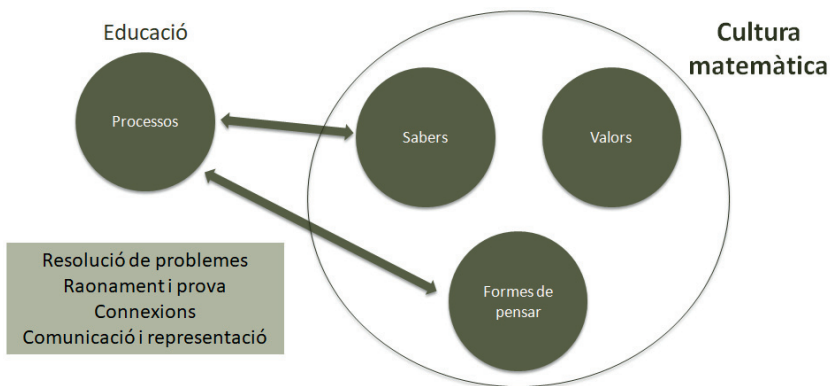 Educació
Cultura
matemàtica
Processos
Sabers
Valors
Resolució de problemes
Raonament i prova
Connexions
Comunicació i representació
Formes de
pensar